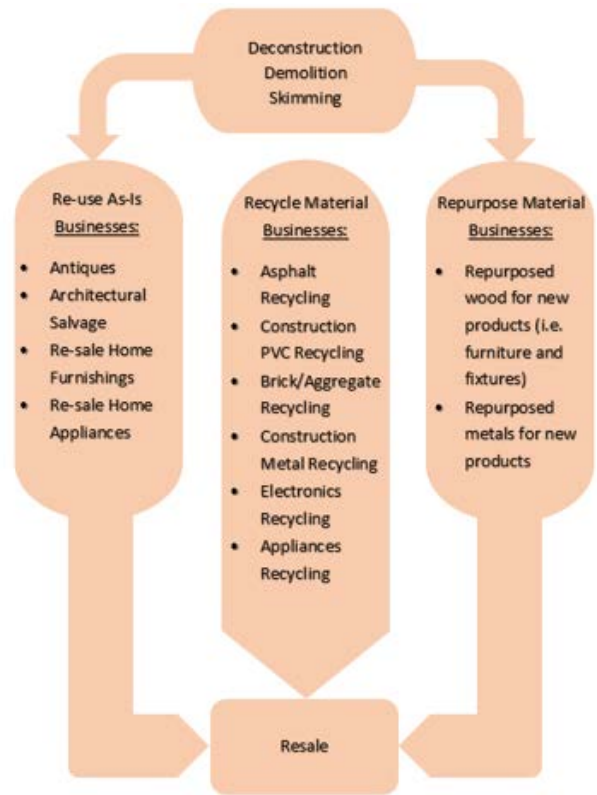 Deconstruction
Demolition
Skimming
Re-use As-Is
Businesses:
• Antiques
• Architectural
Salvage
• Re-sale Home
Furnishings
• Re-sale Home
Appliances
Recycle Material
Businesses:
• Asphalt
Recycling
• Construction
PVC Recycling
• Brick/Aggregate
Recycling
• Construction
Metal Recycling
• Electronics
Recycling
• Appliances
Recycling
Repurpose Material
Businesses:
• Repurposed
wood for new
products (i.e.
furniture and
fixtures)
• Repurposed
metals for new
products
Resale